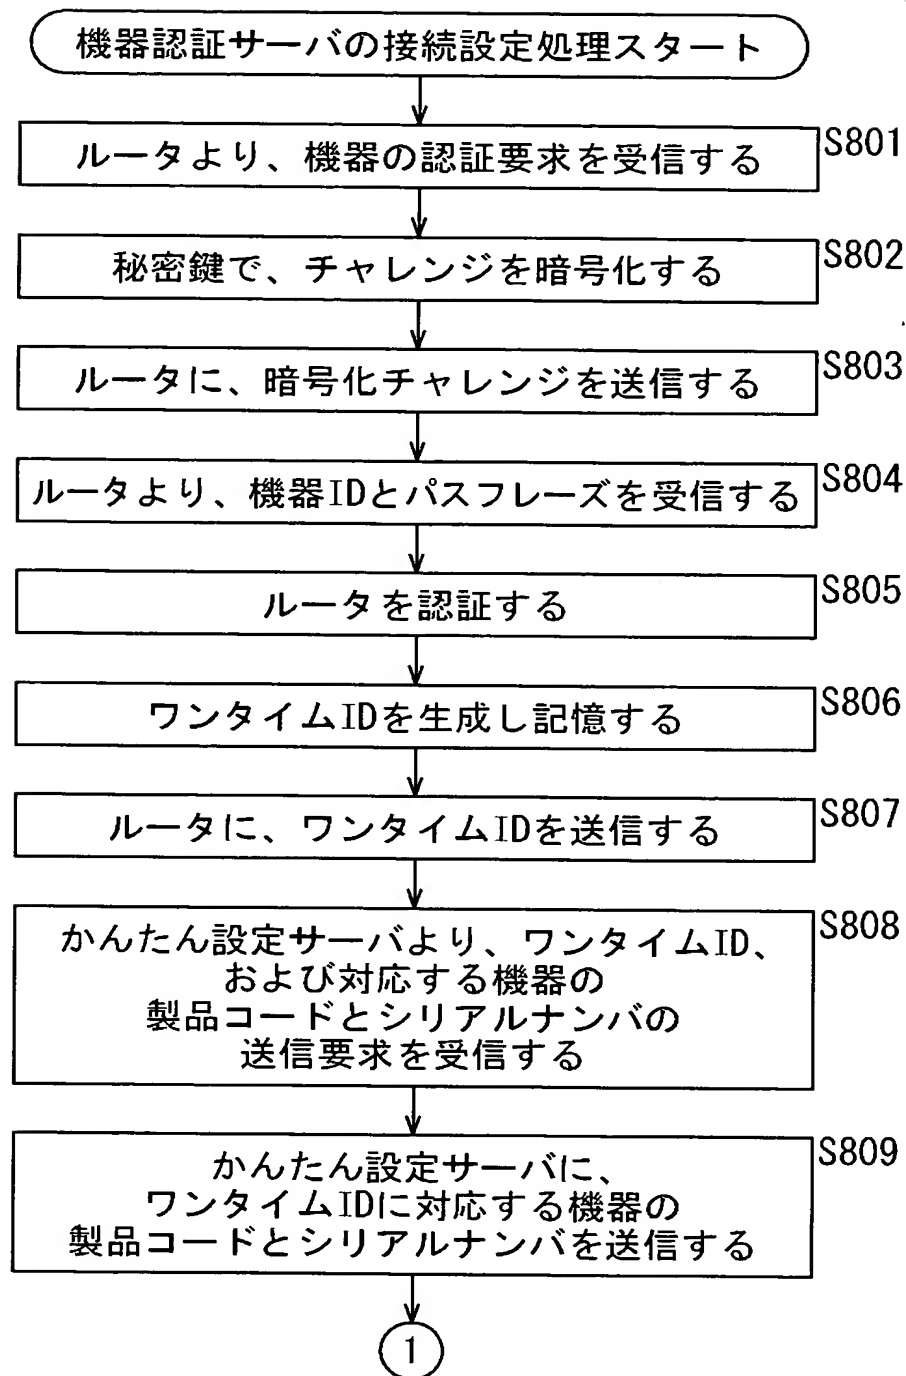 機器認証サーバの接続設定処理スタート
ルータより、機器の認証要求を受信する
S801
秘密鍵で、チャレンジを暗号化する
S802
ルータに、暗号化チャレンジを送信する
S803
ルータより、機器IDとパスフレーズを受信する
S804
ルータを認証する
S805
ワンタイムIDを生成し記憶する
S806
ルータに、ワンタイムIDを送信する
S807
かんたん設定サーバより、ワンタイムID、
および対応する機器の
製品コードとシリアルナンバの
送信要求を受信する
S808
かんたん設定サーバに、
ワンタイムIDに対応する機器の
製品コードとシリアルナンバを送信する
S809
1